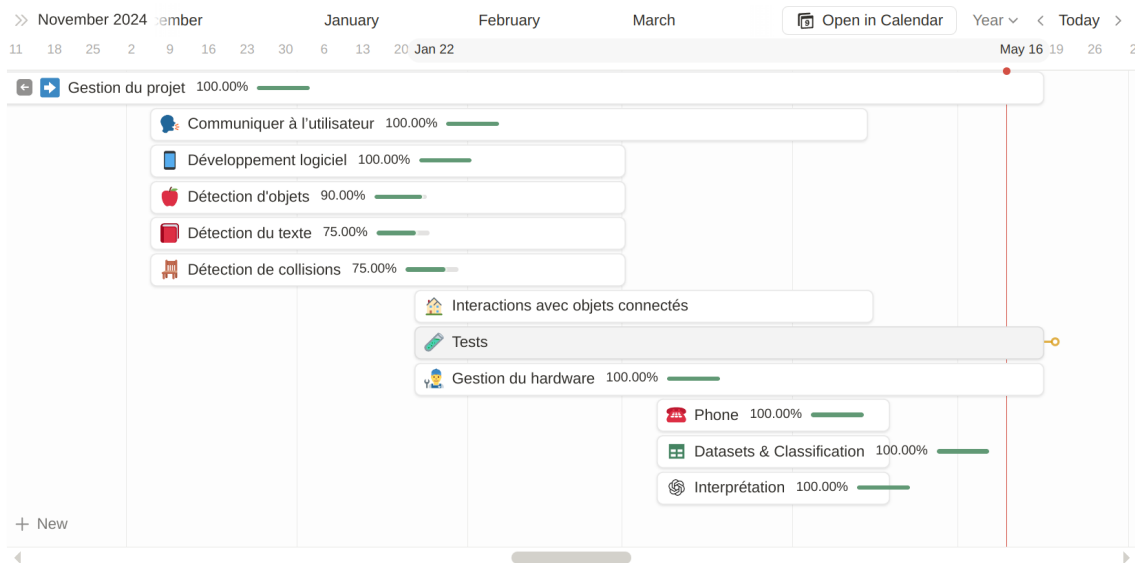 November 2024 ember January February March 9 Open in Calendar Year Today
11 18 25 2 9 16 23 30 6 13 20 Jan 22 May 16 19 26 2
Gestion du projet 100.00%
Communiquer à l'utilisateur 100.00%
Développement logiciel 100.00%
Détection d'objets 90.00%
Détection du texte 75.00%
Détection de collisions 75.00%
Interactions avec objets connectés
Tests
Gestion du hardware 100.00%
Phone 100.00%
Datasets & Classification 100.00%
Interprétation 100.00%
New